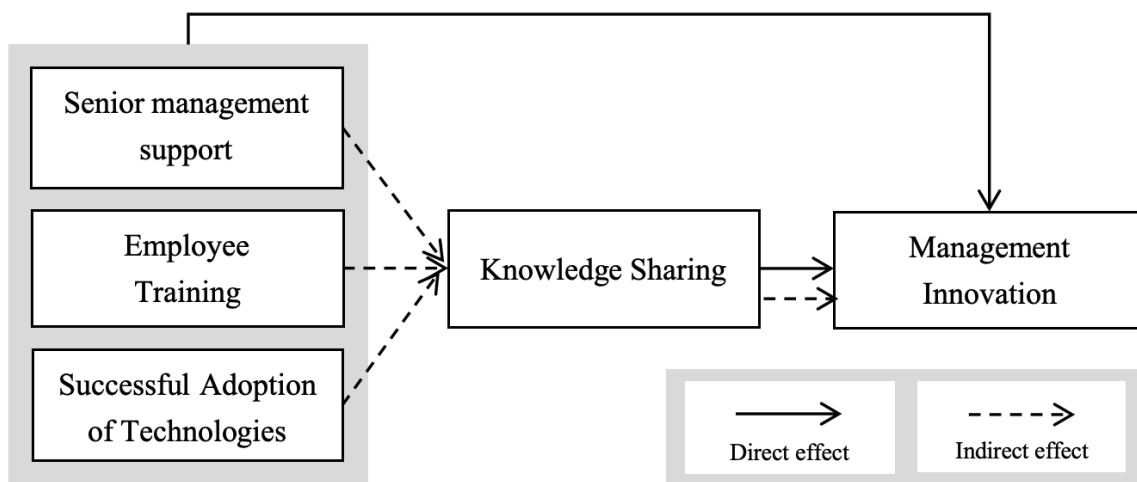 Senior management
support
Employee
Training
Successful Adoption
of Technologies
Knowledge Sharing
Management
Innovation
Direct effect
Indirect effect